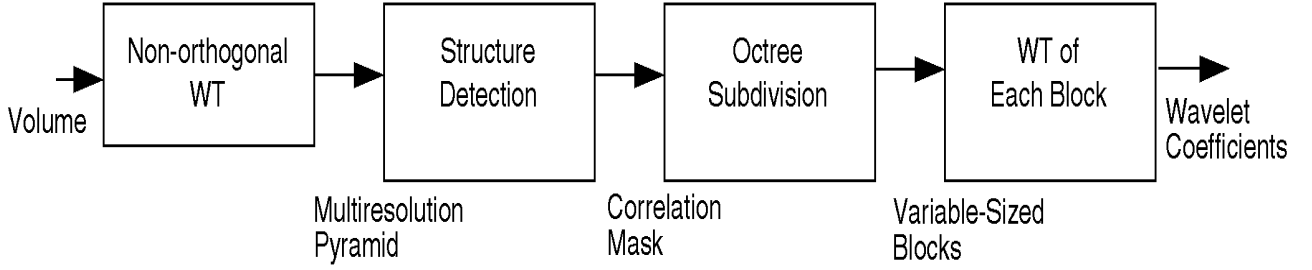 Volume
Non-orthogonal
WT
Multiresolution
Pyramid
Structure
Detection
Correlation
Mask
Octree
Subdivision
Variable-Sized
Blocks
WT of
Each Block
Wavelet
Coefficients